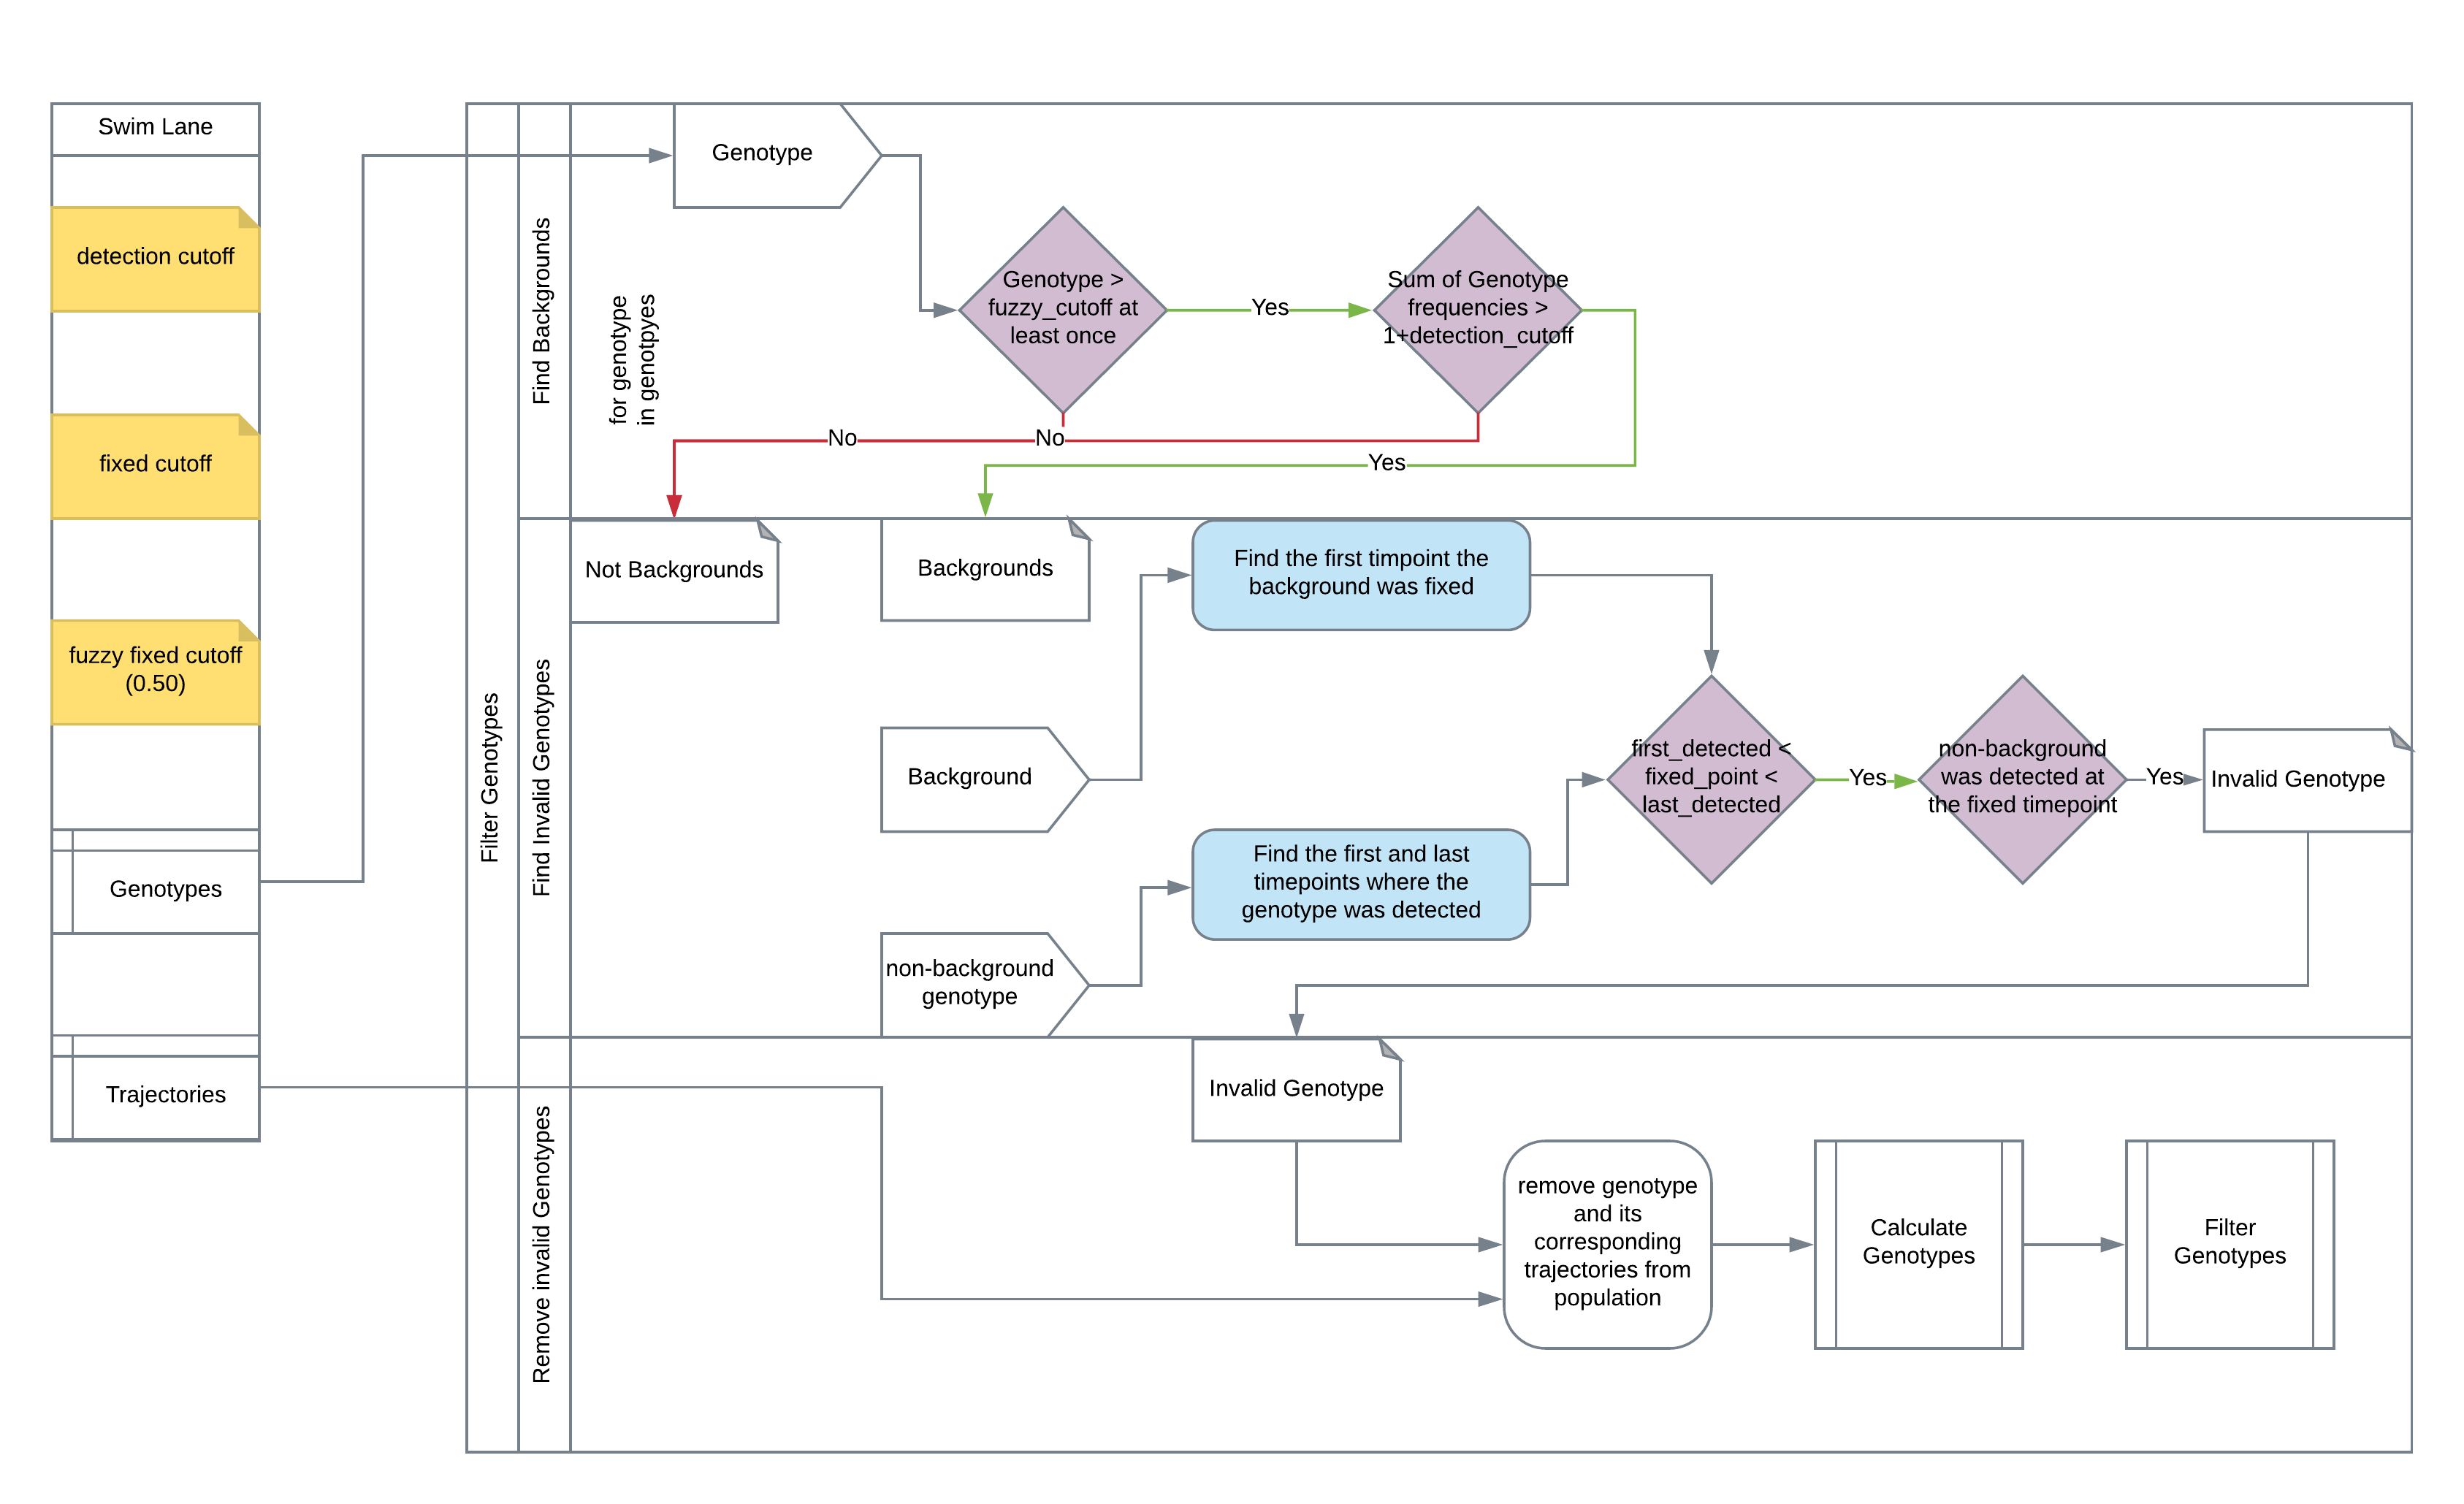 Swim Lane
detection cutoff
fixed cutoff
fuzzy fixed cutoff
(0.50)
Genotypes
Trajectories
Filter Genotypes
Find Backgrounds
for genotype
in genotpyes
Genotype
Genotype >
fuzzy_cutoff at
least once
Yes
Sum of Genotype
frequencies >
1+detection_cutoff
No
No
Yes
Find Invalid Genotypes
Not Backgrounds
Backgrounds
Find the first timpoint the
background was fixed
Background
first_detected <
fixed_point <
last_detected
Yes
non-background
was detected at
the fixed timepoint
Yes
Invalid Genotype
Find the first and last
timepoints where the
genotype was detected
non-background
genotype
Remove invalid Genotypes
Invalid Genotype
remove genotype
and its
corresponding
trajectories from
population
Calculate
Genotypes
Filter
Genotypes